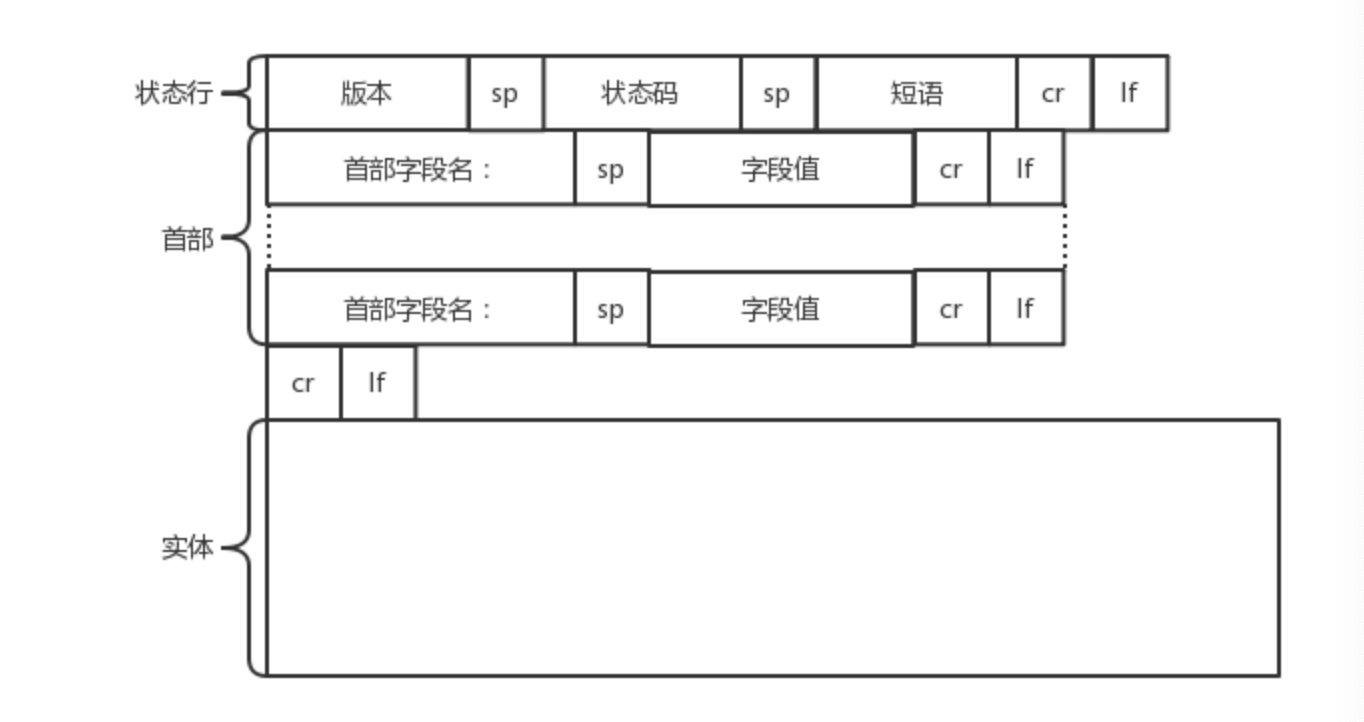 状态行 版本 sp 状态码 sp 短语 cr lf
首部字段名： sp 字段值 cr lf
首部
首部字段名： sp 字段值 cr lf
cr lf
实体